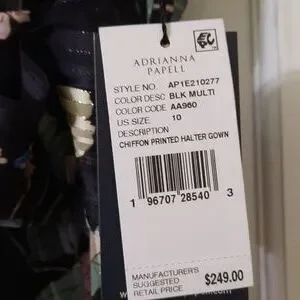 ADRIANNA
PAPELL
STYLE NO. AP1E210277
COLOR DESC BLK MULTI
COLOR CODE AA960
US SIZE 10
DESCRIPTION
CHIFFON PRINTED HALTER GOWN
1 96707 28540 3
MANUFACTURER'S
SUGGESTED
RETAIL PRICE $249.00